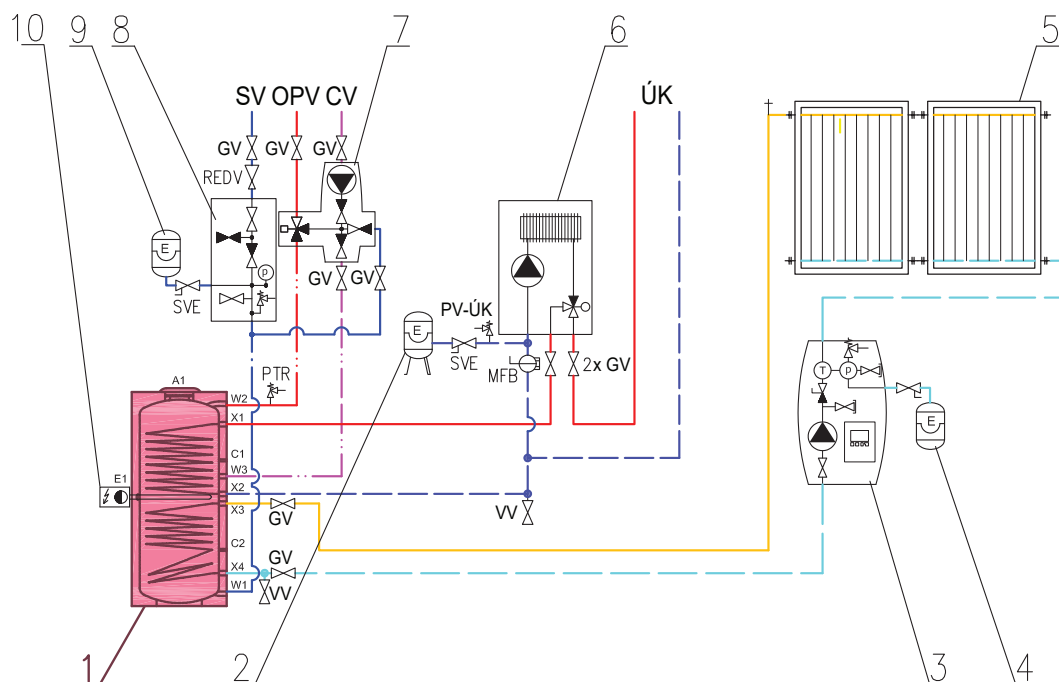 10 9 8 7 6 5
SV OPV CV ÚK
GV GV GV
REDV
E
p
SVE
GV GV
PV-ÚK
E
SVE
MFB
2x GV
T p
E
PTR
A1
W2
X1
C1
W3
E1
X2
X3
GV
VV
C2
X4
GV
W1
VV
1 2 3 4